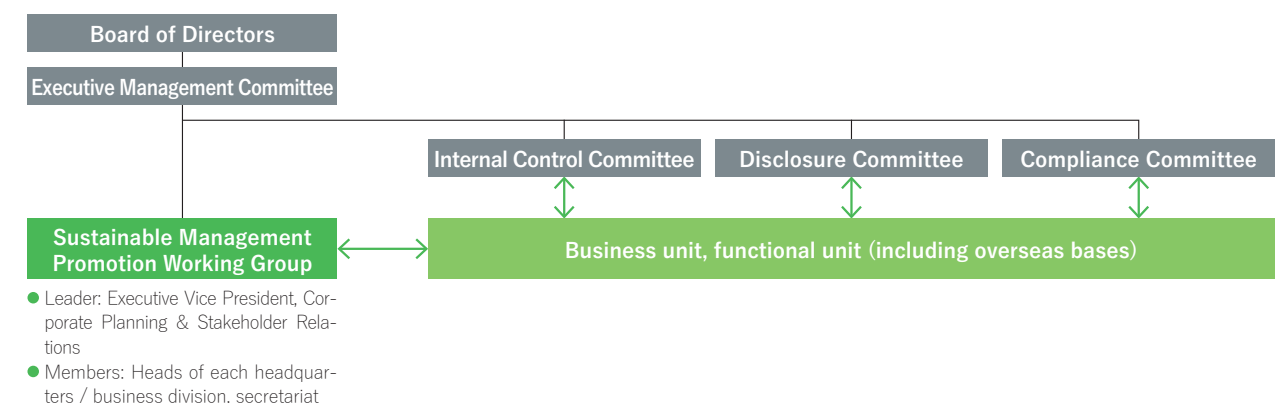 Board of Directors
Executive Management Committee
Internal Control Committee
Disclosure Committee
Compliance Committee
Sustainable Management
Promotion Working Group
Business unit, functional unit (including overseas bases)
● Leader: Executive Vice President, Cor-
porate Planning & Stakeholder Rela-
tions
● Members: Heads of each headquar-
ters / business division, secretariat